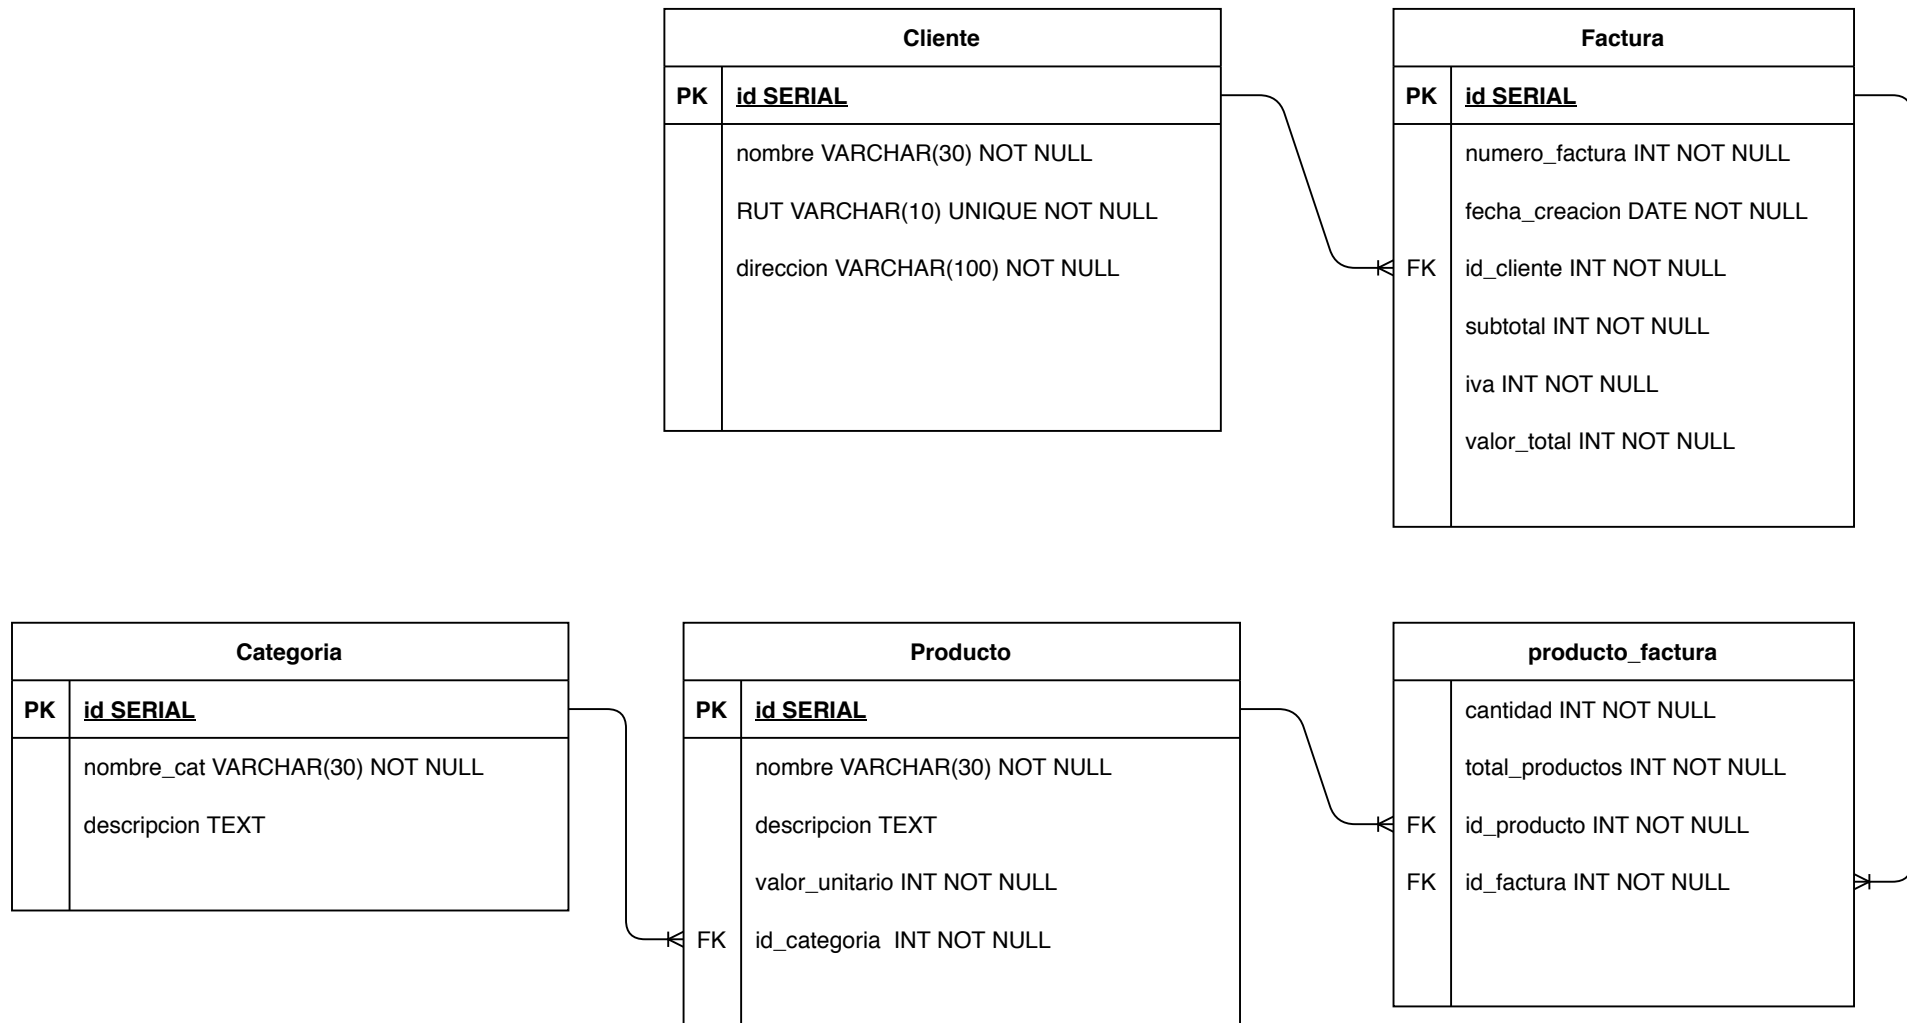 Cliente
PK id SERIAL
nombre VARCHAR(30) NOT NULL
RUT VARCHAR(10) UNIQUE NOT NULL
direccion VARCHAR(100) NOT NULL
Factura
PK id SERIAL
numero_factura INT NOT NULL
fecha_creacion DATE NOT NULL
FK id_cliente INT NOT NULL
subtotal INT NOT NULL
iva INT NOT NULL
valor_total INT NOT NULL
Categoria
PK id SERIAL
nombre_cat VARCHAR(30) NOT NULL
descripcion TEXT
Producto
PK id SERIAL
nombre VARCHAR(30) NOT NULL
descripcion TEXT
valor_unitario INT NOT NULL
FK id_categoria INT NOT NULL
producto_factura
cantidad INT NOT NULL
total_productos INT NOT NULL
FK id_producto INT NOT NULL
FK id_factura INT NOT NULL